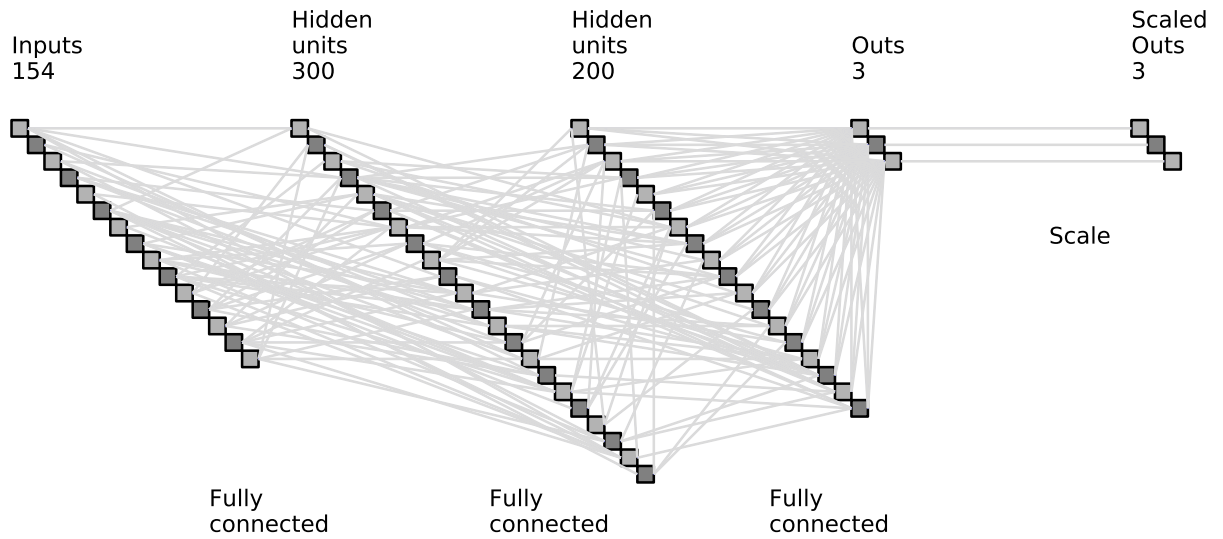 Inputs
154
Hidden
units
300
Hidden
units
200
Outs
3
Scaled
Outs
3
Scale
Fully
connected
Fully
connected
Fully
connected